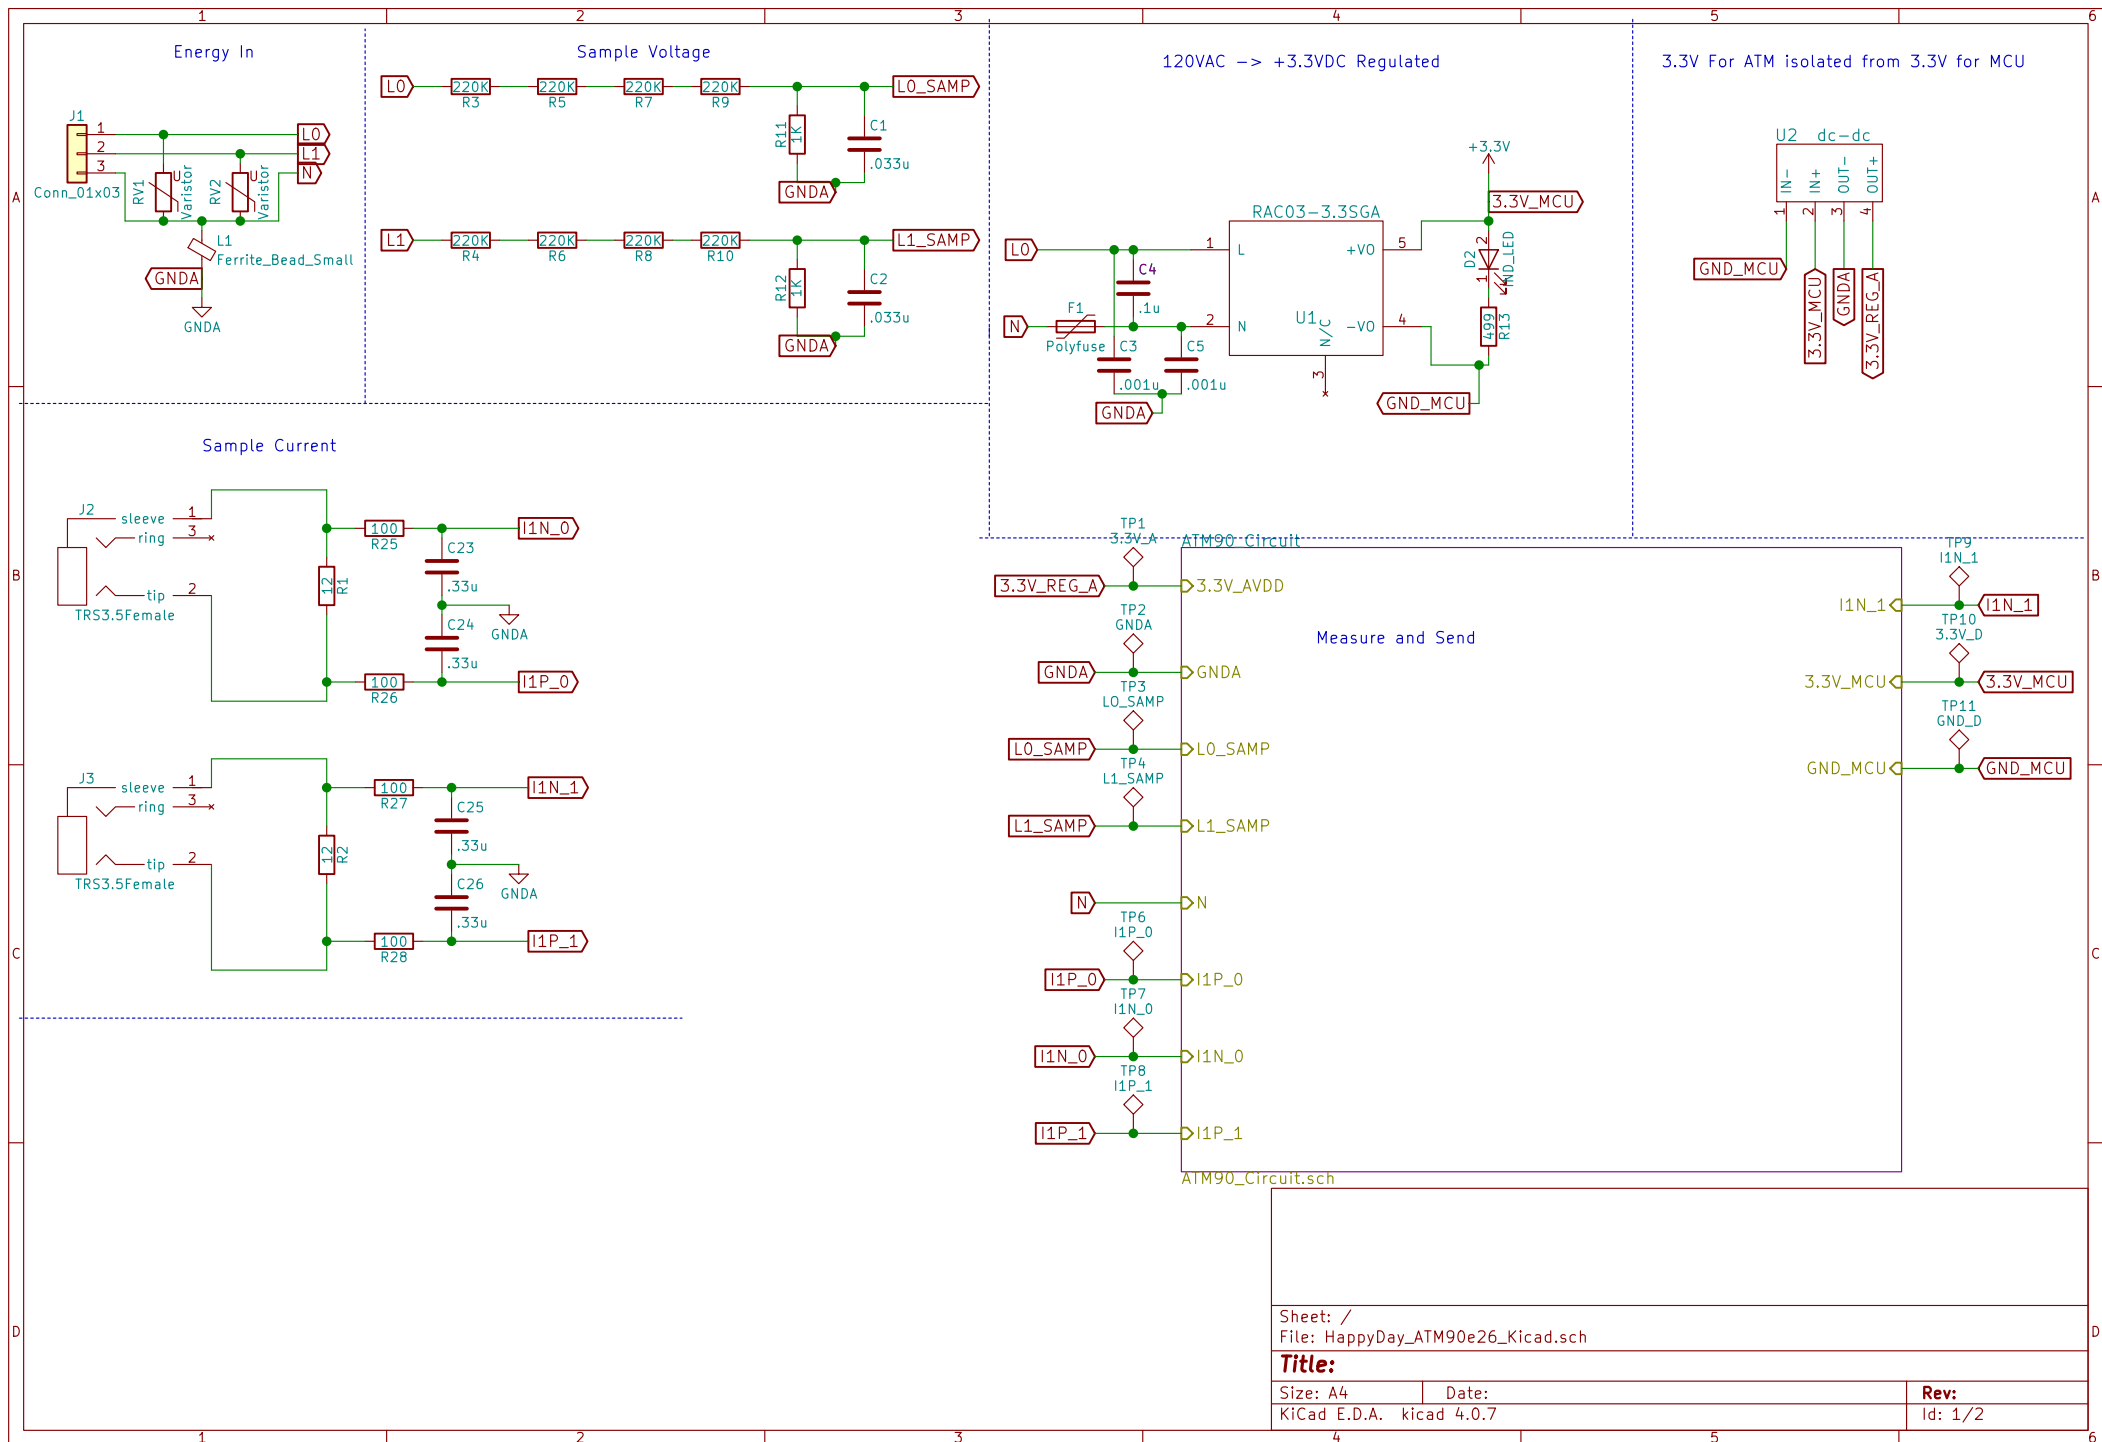 1 2 3 4 5 6
A
B
C
D
Energy In
J1
1
2
3
Conn_01x03
L0
L1
N
RV1
U
Varistor
RV2
U
Varistor
L1
Ferrite_Bead_Small
GNDA
GNDA
Sample Voltage
L0
220K
R3
220K
R5
220K
R7
220K
R9
R11
1K
C1
.033u
GNDA
L0_SAMP
L1
220K
R4
220K
R6
220K
R8
220K
R10
R12
1K
C2
.033u
GNDA
L1_SAMP
120VAC -> +3.3VDC Regulated
L0
N
F1
Polyfuse
C4
.1u
C3
.001u
C5
.001u
GNDA
RAC03-3.3SGA
1
L
2
N
U1
N/C
3
+VO
5
-VO
4
+3.3V
3.3V_MCU
D2
2
1
IND_LED
499
R13
GND_MCU
3.3V For ATM isolated from 3.3V for MCU
U2 dc-dc
IN-
IN+
OUT-
OUT+
1
2
3
4
GND_MCU
3.3V_MCU
GNDA
3.3V_REG_A
Sample Current
J2
sleeve
1
ring
3
tip
2
TRS3.5Female
12
R1
100
R25
I1N_0
C23
.33u
GNDA
C24
.33u
100
R26
I1P_0
J3
sleeve
1
ring
3
tip
2
TRS3.5Female
12
R2
100
R27
I1N_1
C25
.33u
GNDA
C26
.33u
100
R28
I1P_1
ATM90_Circuit
Measure and Send
TP1
3.3V_A
3.3V_REG_A
3.3V_AVDD
TP2
GNDA
GNDA
GNDA
TP3
L0_SAMP
L0_SAMP
L0_SAMP
TP4
L1_SAMP
L1_SAMP
L1_SAMP
N
N
TP6
I1P_0
I1P_0
I1P_0
TP7
I1N_0
I1N_0
I1N_0
TP8
I1P_1
I1P_1
I1P_1
TP9
I1N_1
I1N_1
I1N_1
TP10
3.3V_D
3.3V_MCU
3.3V_MCU
TP11
GND_D
GND_MCU
GND_MCU
ATM90_Circuit.sch
Sheet: /
File: HappyDay_ATM90e26_Kicad.sch
Title:
Size: A4
Date:
Rev:
KiCad E.D.A. kicad 4.0.7
Id: 1/2
A
B
C
D
1 2 3 4 5 6